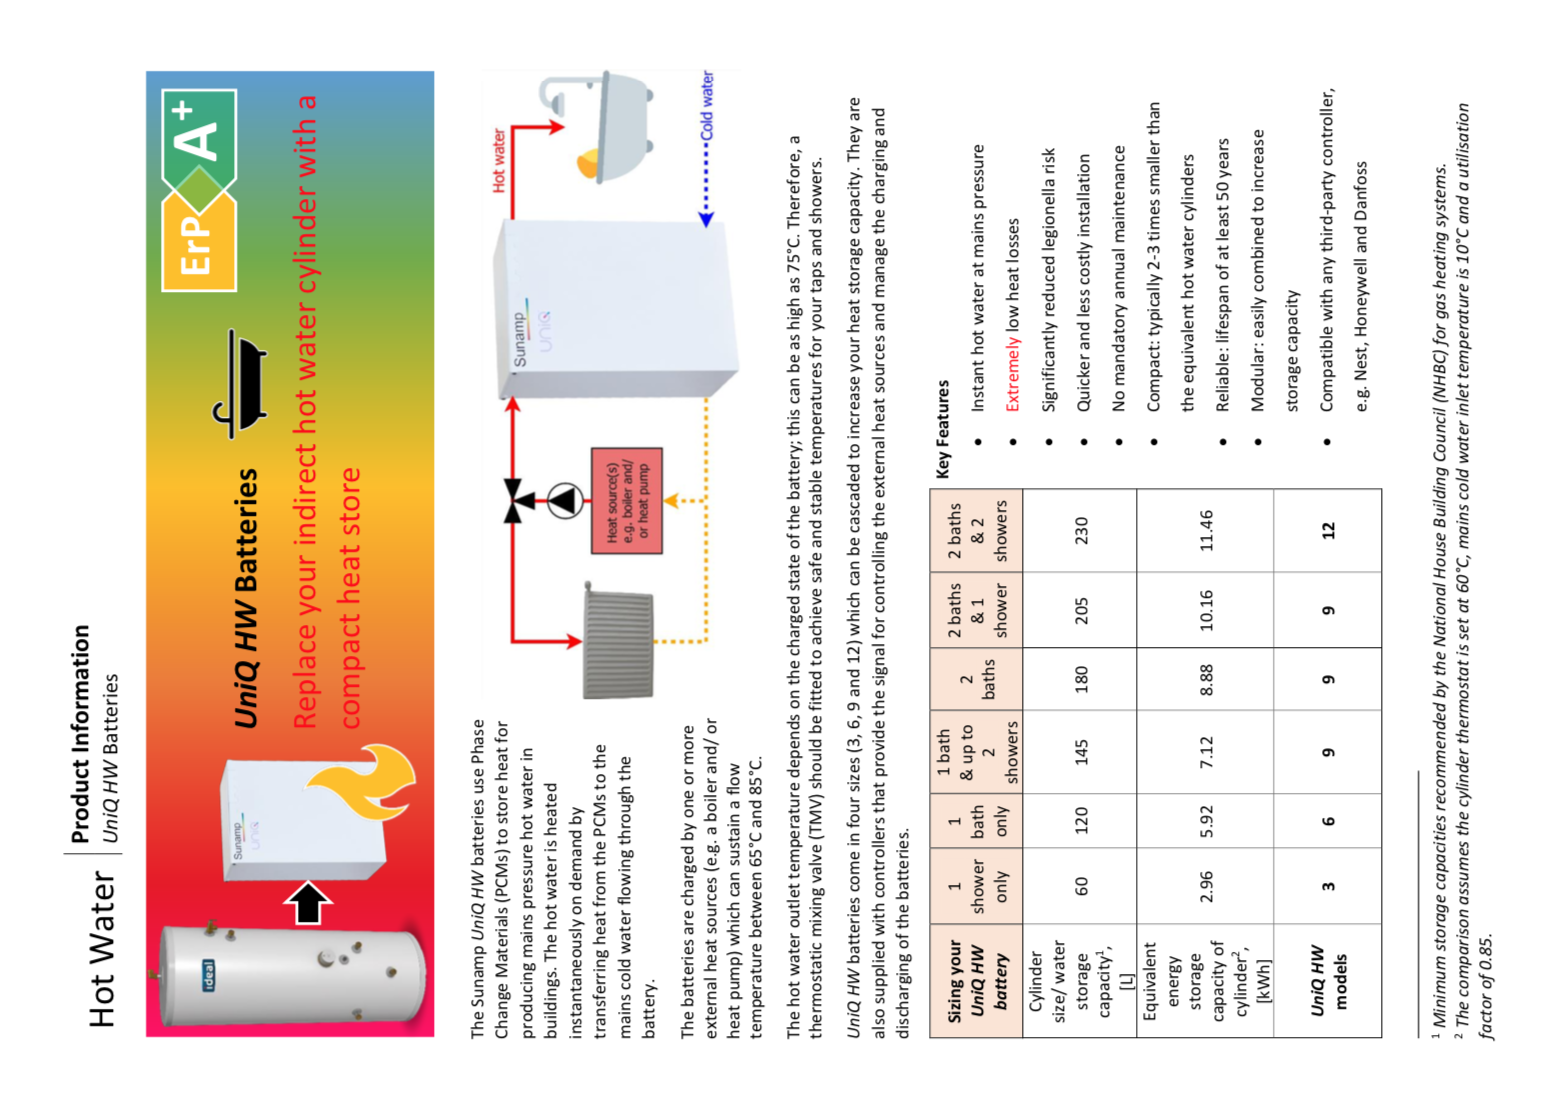 Hot Water
Product Information
UniQ HW Batteries
ideal
Sunamp
UniQ
UniQ HW Batteries
ErP A+
Replace your indirect hot water cylinder with a
compact heat store
The Sunamp UniQ HW batteries use Phase
Change Materials (PCMs) to store heat for
producing mains pressure hot water in
buildings. The hot water is heated
instantaneously on demand by
transferring heat from the PCMs to the
mains cold water flowing through the
battery.
The batteries are charged by one or more
external heat sources (e.g. a boiler and/ or
heat pump) which can sustain a flow
temperature between 65°C and 85°C.
Hot water
Sunamp
UniQ
Heat source(s)
e.g. boiler and/
or heat pump
Cold water
The hot water outlet temperature depends on the charged state of the battery; this can be as high as 75°C. Therefore, a
thermostatic mixing valve (TMV) should be fitted to achieve safe and stable temperatures for your taps and showers.
UniQ HW batteries come in four sizes (3, 6, 9 and 12) which can be cascaded to increase your heat storage capacity. They are
also supplied with controllers that provide the signal for controlling the external heat sources and manage the charging and
discharging of the batteries.
Sizing your
UniQ HW
battery
1
shower
only
1
bath
only
1 bath
& up to
2
showers
2
baths
2 baths
& 1
shower
2 baths
& 2
showers
Cylinder
size/ water
storage
capacity¹,
[L]
60
120
145
180
205
230
Equivalent
energy
storage
capacity of
cylinder²,
[kWh]
2.96
5.92
7.12
8.88
10.16
11.46
UniQ HW
models
3
6
9
9
9
12
Key Features
• Instant hot water at mains pressure
• Extremely low heat losses
• Significantly reduced legionella risk
• Quicker and less costly installation
• No mandatory annual maintenance
• Compact: typically 2-3 times smaller than
the equivalent hot water cylinders
• Reliable: lifespan of at least 50 years
• Modular: easily combined to increase
storage capacity
• Compatible with any third-party controller,
e.g. Nest, Honeywell and Danfoss
¹ Minimum storage capacities recommended by the National House Building Council (NHBC) for gas heating systems.
² The comparison assumes the cylinder thermostat is set at 60°C, mains cold water inlet temperature is 10°C and a utilisation
factor of 0.85.